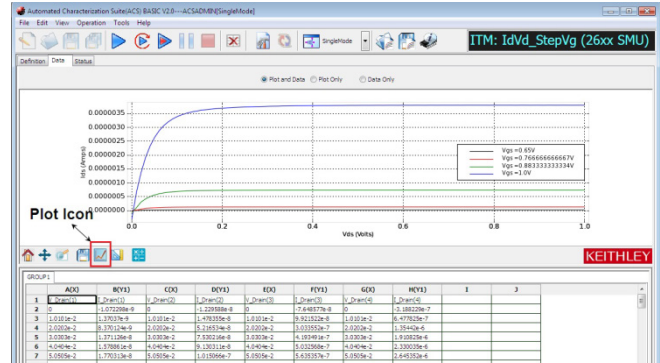 Automated Characterization Suite(ACS) BASIC V2.0---ACSADMIN[SingleMode]
File Edit View Operation Tools Help
SingleMode
ITM: IdVd_StepVg (26xx SMU)
Definition Data Status
Plot and Data Plot Only Data Only
0.0000035
0.0000030
0.0000025
0.0000020
0.0000015
0.0000010
0.0000005
0.0000000
Ids (Amps)
Vgs =0.65V
Vgs =0.766666666667V
Vgs =0.883333333334V
Vgs =1.0V
0.0 0.2 0.4 0.6 0.8 1.0
Vds (Volts)
Plot Icon
KEITHLEY
GROUP1
A(X) B(Y1) C(X) D(Y1) E(X) F(Y1) G(X) H(Y1) I J
1 V_Drain(1) I_Drain(1) V_Drain(2) I_Drain(2) V_Drain(3) I_Drain(3) V_Drain(4) I_Drain(4)
2 0 -1.072298e-9 0 -1.229588e-8 0 -7.648577e-8 0 -3.188229e-7
3 1.0101e-2 1.37037e-9 1.0101e-2 1.478355e-8 1.0101e-2 9.921522e-8 1.0101e-2 6.477825e-7
4 2.0202e-2 8.370124e-9 2.0202e-2 5.216534e-8 2.0202e-2 3.033552e-7 2.0202e-2 1.35442e-6
5 3.0303e-2 1.371126e-8 3.0303e-2 7.530216e-8 3.0303e-2 4.193491e-7 3.0303e-2 1.910825e-6
6 4.0404e-2 1.578861e-8 4.0404e-2 9.130311e-8 4.0404e-2 5.032568e-7 4.0404e-2 2.330035e-6
7 5.0505e-2 1.770313e-8 5.0505e-2 1.015066e-7 5.0505e-2 5.635357e-7 5.0505e-2 2.645352e-6